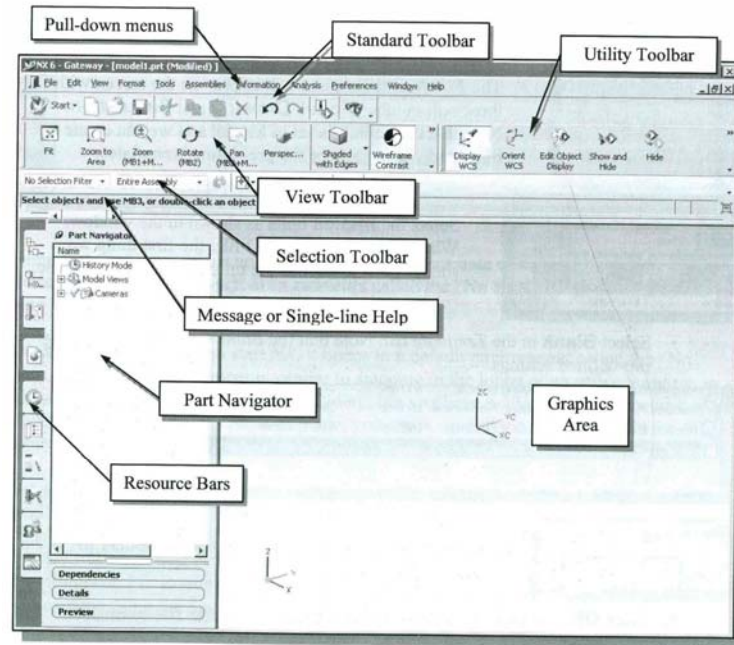 Pull-down menus
Standard Toolbar
Utility Toolbar
NX 6 - Gateway - [model1.prt (Modified) ]
File Edit View Format Tools Assemblies Information Analysis Preferences Window Help
Start
Fit
Zoom to Area
Zoom (MB1+M...
Rotate (MB2)
Pan (MB2+M...
Perspec...
Shaded with Edges
Wireframe Contrast
Display WCS
Orient WCS
Edit Object Display
Show and Hide
Hide
No Selection Filter
Entire Assembly
View Toolbar
Select objects and use MB3, or double-click an object
Part Navigator
Name
History Mode
Model Views
Cameras
Selection Toolbar
Message or Single-line Help
Part Navigator
Graphics Area
ZC
YC
XC
Resource Bars
Z
Y
X
Dependencies
Details
Preview